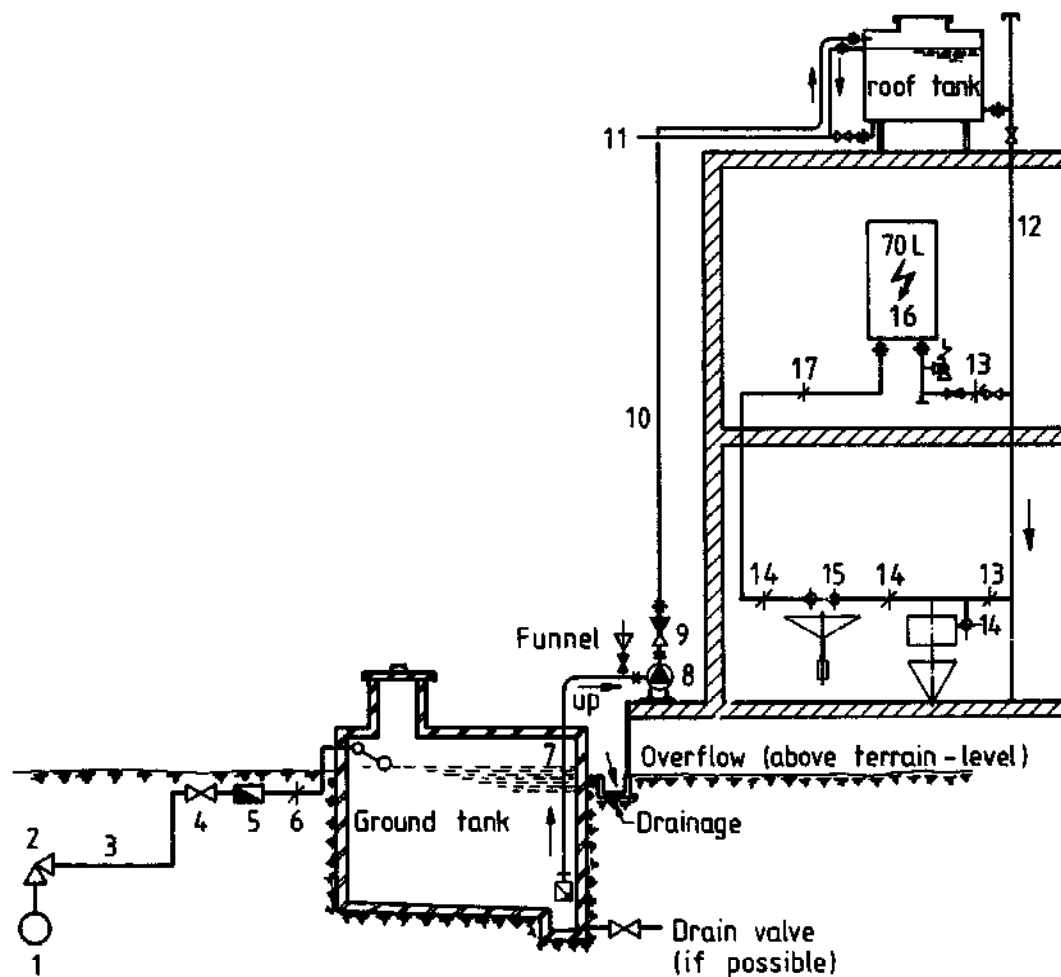 roof tank
11
12
70 L
16
13
17
10
14
15
14
13
14
Funnel
9
8
up
7
Overflow (above terrain-level)
Ground tank
Drainage
4
5
6
2
3
1
Drain valve
(if possible)